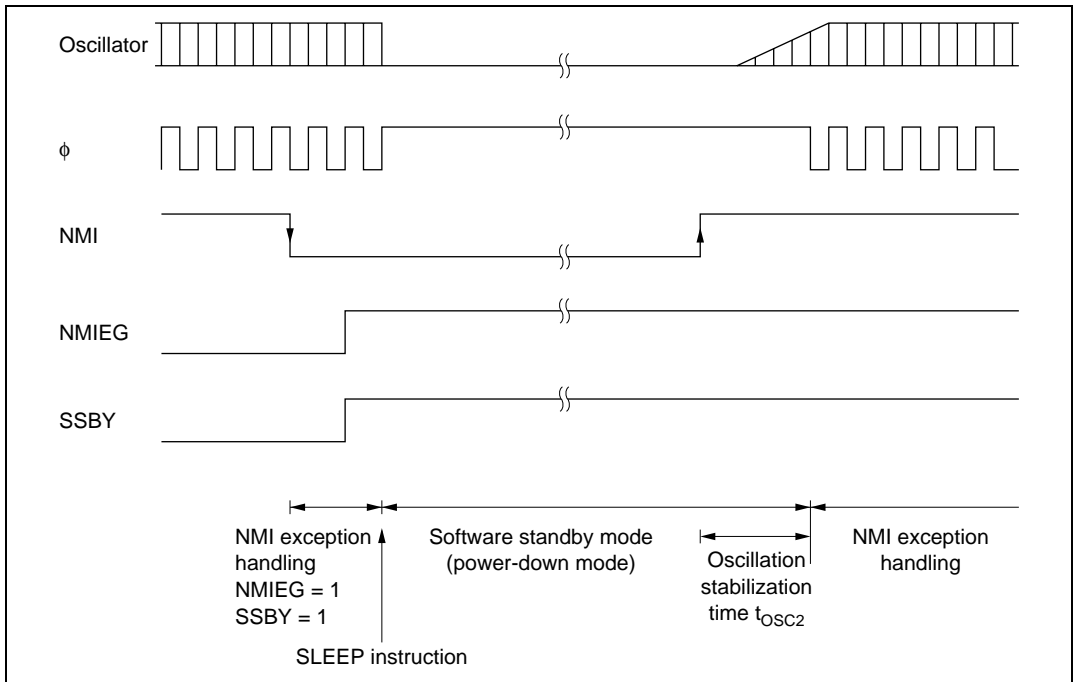 Oscillator
φ
NMI
NMIEG
SSBY
NMI exception
handling
NMIEG = 1
SSBY = 1
SLEEP instruction
Software standby mode
(power-down mode)
Oscillation
stabilization
time tOSC2
NMI exception
handling